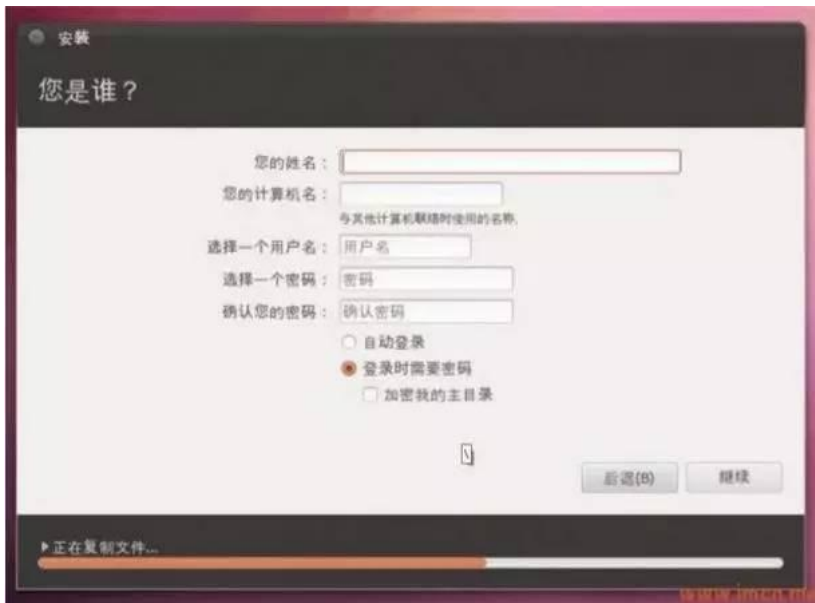 安装
您是谁？
您的姓名：
您的计算机名：
与其他计算机联络时使用的名称。
选择一个用户名： 用户名
选择一个密码： 密码
确认您的密码： 确认密码
自动登录
登录时需要密码
加密我的主目录
后退(B) 继续
正在复制文件...
www.imcn.me